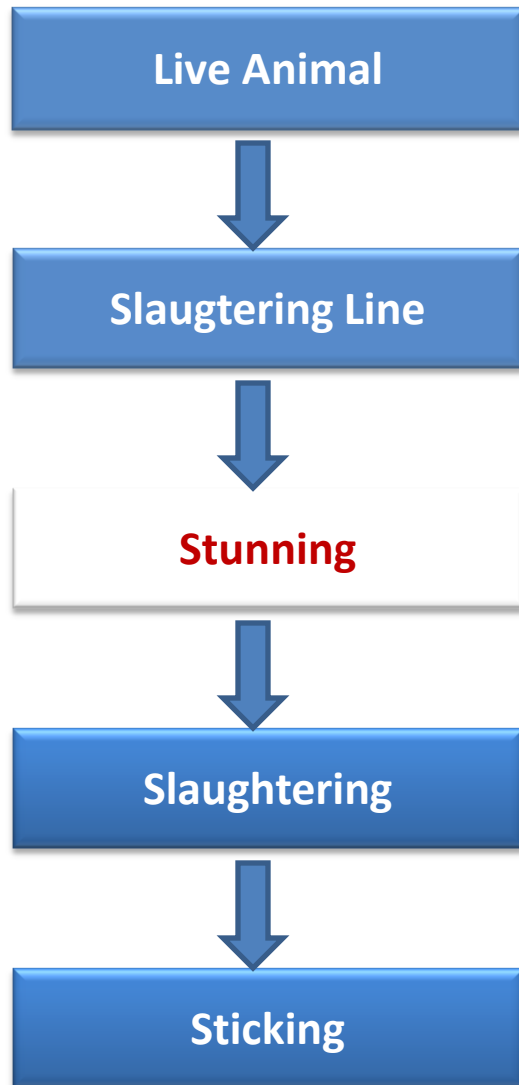 Live Animal
Slaugtering Line
Stunning
Slaughtering
Sticking